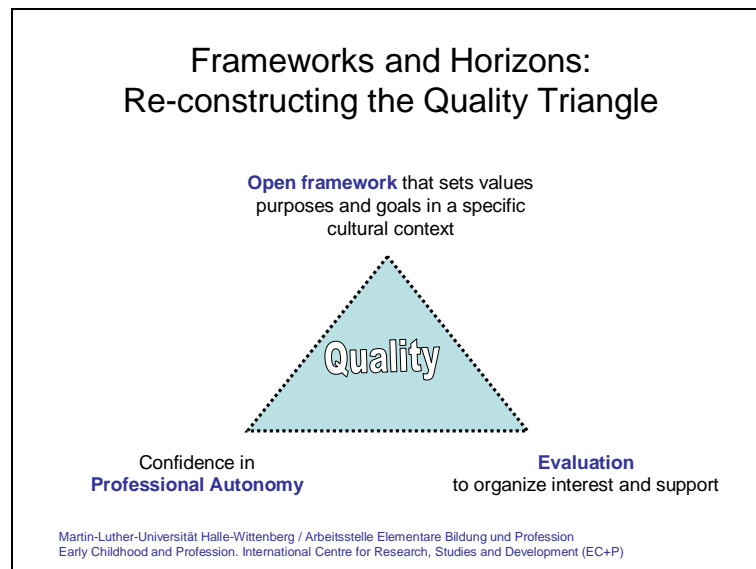 Frameworks and Horizons:
Re-constructing the Quality Triangle
Open framework that sets values
purposes and goals in a specific
cultural context
Quality
Confidence in
Professional Autonomy
Evaluation
to organize interest and support
Martin-Luther-Universität Halle-Wittenberg / Arbeitsstelle Elementare Bildung und Profession
Early Childhood and Profession. International Centre for Research, Studies and Development (EC+P)